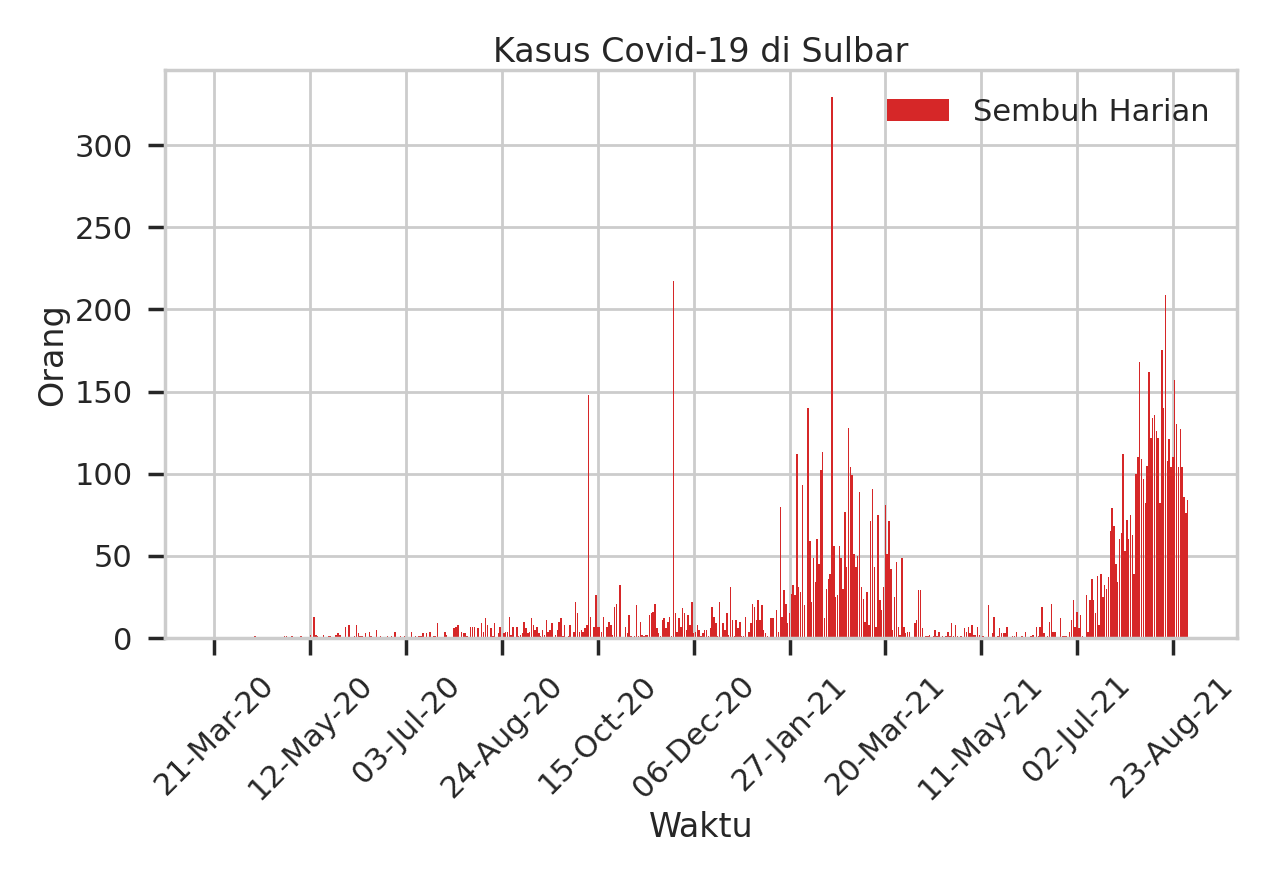 Kasus Covid-19 di Sulbar
Sembuh Harian
300
250
200
150
100
50
0
Orang
21-Mar-20
12-May-20
03-Jul-20
24-Aug-20
15-Oct-20
06-Dec-20
27-Jan-21
20-Mar-21
11-May-21
02-Jul-21
23-Aug-21
Waktu